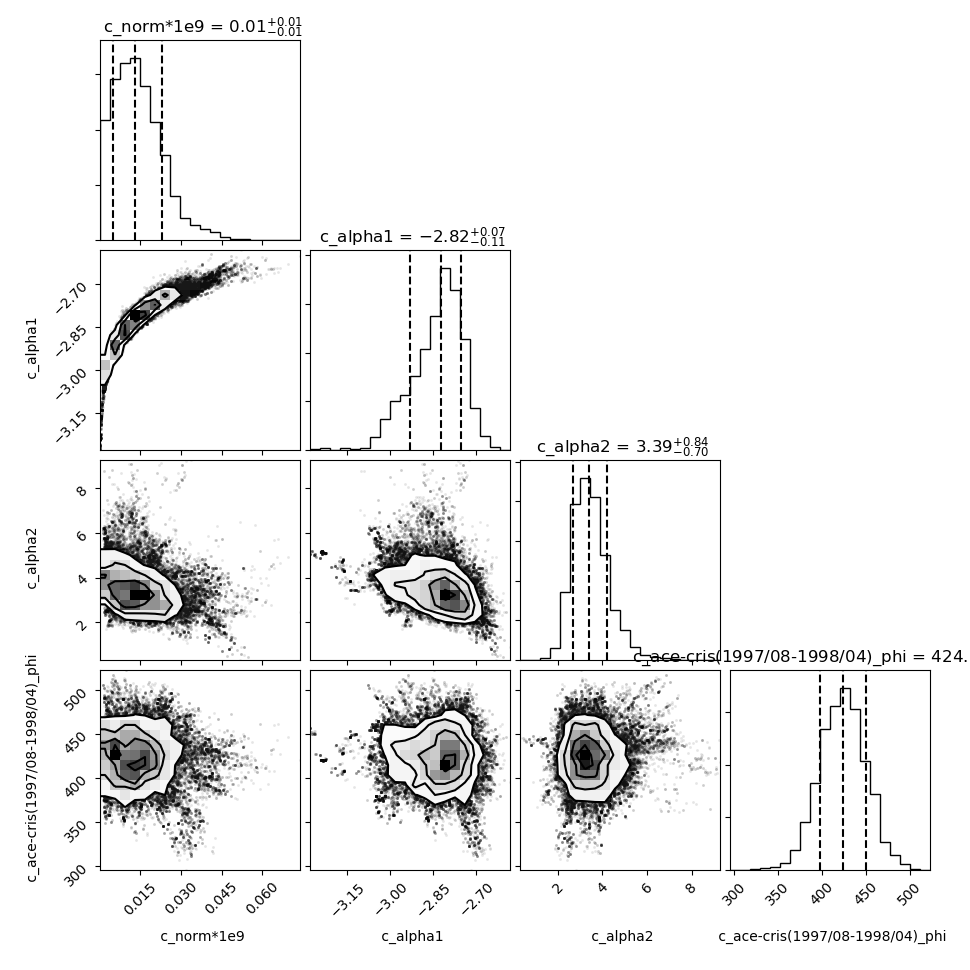 c_norm*1e9 = 0.01+0.01−0.01
c_alpha1 = −2.82+0.07−0.11
c_alpha1
−2.70
−2.85
−3.00
−3.15
c_alpha2 = 3.39+0.84−0.70
c_alpha2
8
6
4
2
c_ace-cris(1997/08-1998/04)_phi = 424.
c_ace-cris(1997/08-1998/04)_phi
500
450
400
350
300
0.015 0.030 0.045 0.060
−3.15 −3.00 −2.85 −2.70
2 4 6 8
300 350 400 450 500
c_norm*1e9 c_alpha1 c_alpha2 c_ace-cris(1997/08-1998/04)_phi